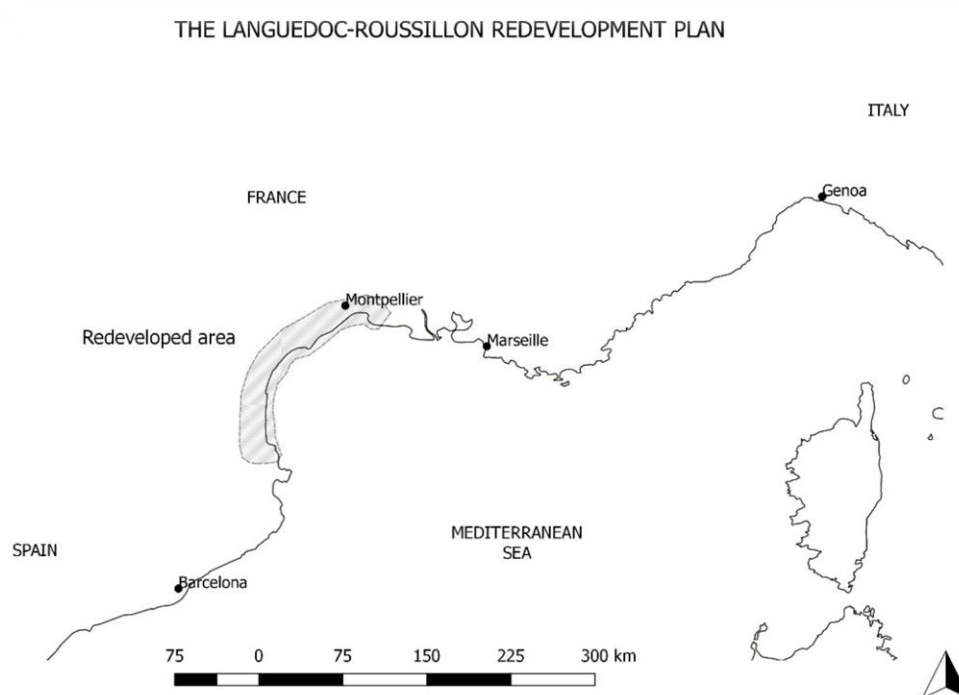 THE LANGUEDOC-ROUSSILLON REDEVELOPMENT PLAN
ITALY
FRANCE
Genoa
Montpellier
Redeveloped area
Marseille
MEDITERRANEAN
SEA
SPAIN
Barcelona
75 0 75 150 225 300 km